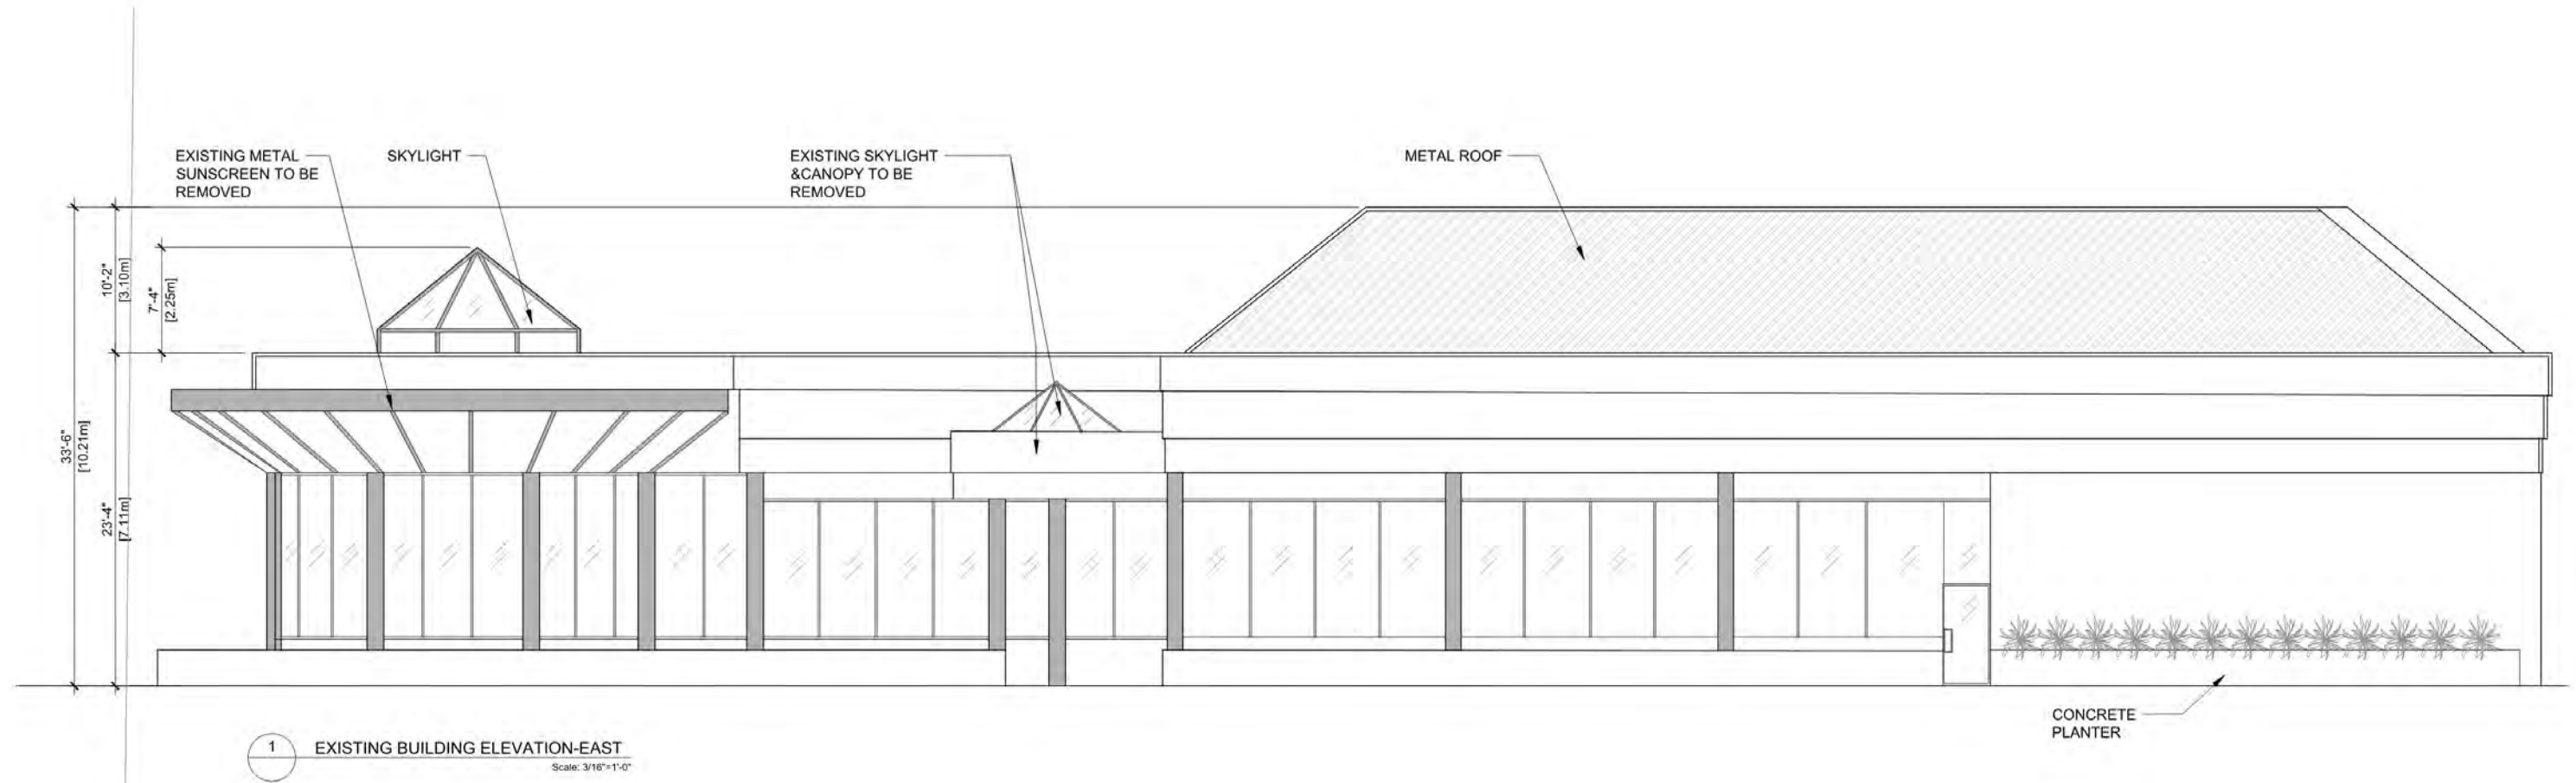 EXISTING METAL
SUNSCREEN TO BE
REMOVED
SKYLIGHT
EXISTING SKYLIGHT
&CANOPY TO BE
REMOVED
METAL ROOF
33'-6"
[10.21m]
10'-2"
[3.10m]
7'-4"
[2.25m]
23'-4"
[7.11m]
CONCRETE
PLANTER
1
EXISTING BUILDING ELEVATION-EAST
Scale: 3/16"=1'-0"